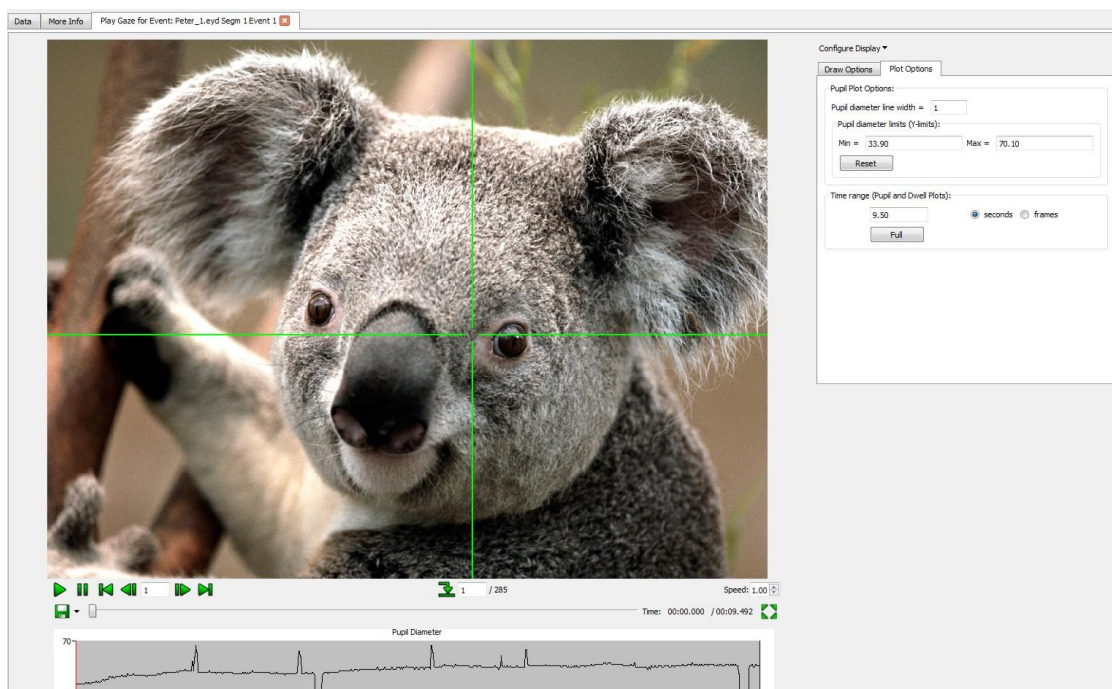 Data More Info Play Gaze for Event: Peter_1.eyd Segm 1 Event 1
Configure Display
Draw Options Plot Options
Pupil Plot Options:
Pupil diameter line width = 1
Pupil diameter limits (Y-limits):
Min = 33.90 Max = 70.10
Reset
Time range (Pupil and Dwell Plots):
9.50 seconds frames
Full
1 1 / 285 Speed: 1.00
Time: 00:00.000 / 00:09.492
Pupil Diameter
70